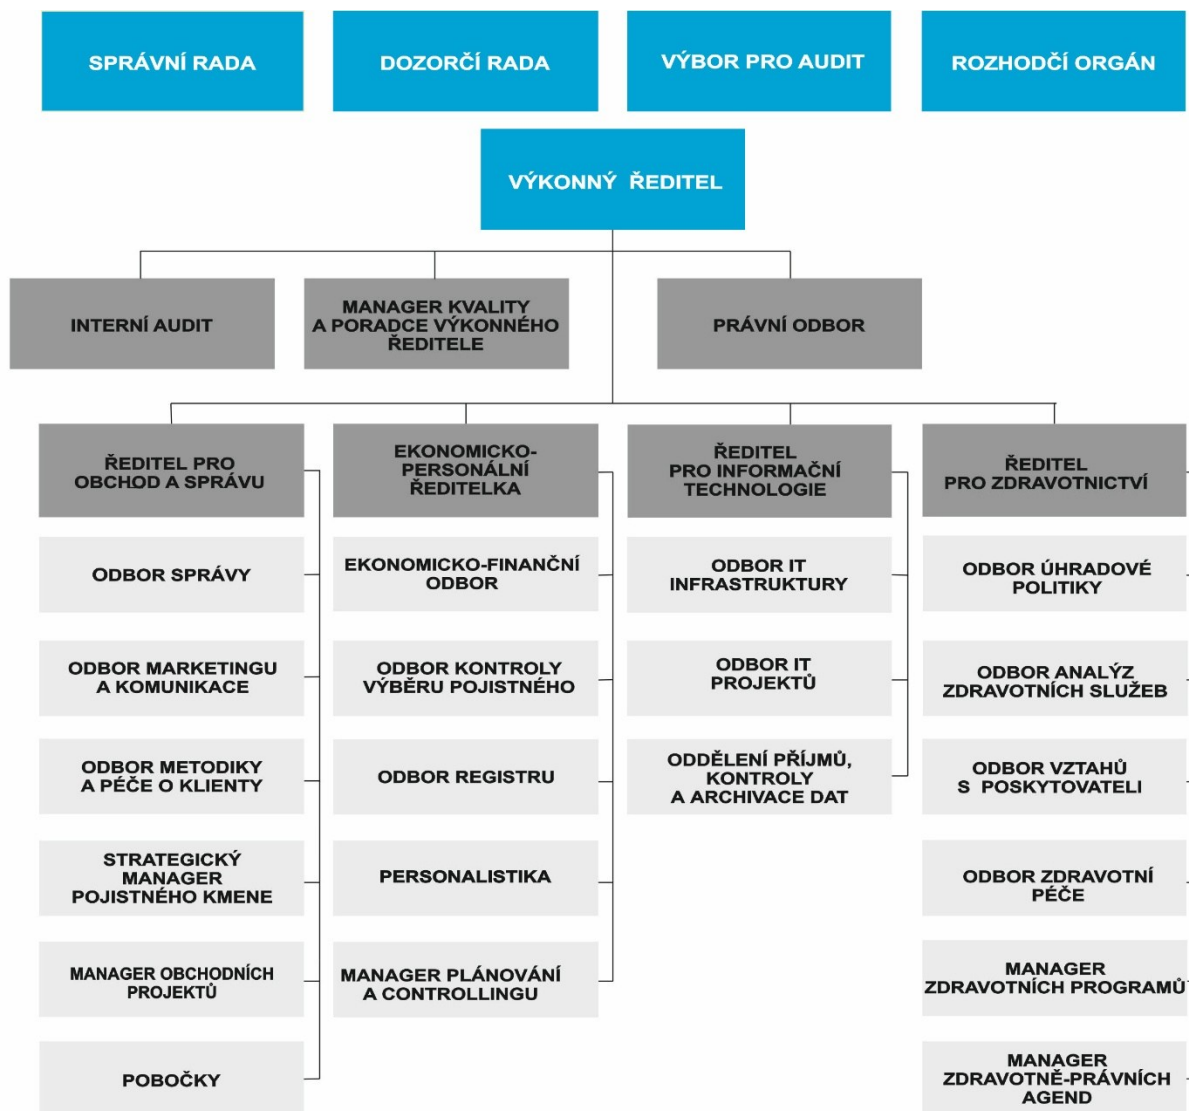 SPRÁVNÍ RADA
DOZORČÍ RADA
VÝBOR PRO AUDIT
ROZHODČÍ ORGÁN
VÝKONNÝ ŘEDITEL
INTERNÍ AUDIT
MANAGER KVALITY
A PORADCE VÝKONNÉHO
ŘEDITELE
PRÁVNÍ ODBOR
ŘEDITEL PRO
OBCHOD A SPRÁVU
ODBOR SPRÁVY
ODBOR MARKETINGU
A KOMUNIKACE
ODBOR METODIKY
A PÉČE O KLIENTY
STRATEGICKÝ
MANAGER
POJISTNÉHO KMENE
MANAGER OBCHODNÍCH
PROJEKTŮ
POBOČKY
EKONOMICKO-
PERSONÁLNÍ
ŘEDITELKA
EKONOMICKO-FINANČNÍ
ODBOR
ODBOR KONTROLY
VÝBĚRU POJISTNÉHO
ODBOR REGISTRU
PERSONALISTIKA
MANAGER PLÁNOVÁNÍ
A CONTROLLINGU
ŘEDITEL
PRO INFORMAČNÍ
TECHNOLOGIE
ODBOR IT
INFRASTRUKTURY
ODBOR IT
PROJEKTŮ
ODDĚLENÍ PŘÍJMŮ,
KONTROLY
A ARCHIVACE DAT
ŘEDITEL
PRO ZDRAVOTNICTVÍ
ODBOR ÚHRADOVÉ
POLITIKY
ODBOR ANALÝZ
ZDRAVOTNÍCH SLUŽEB
ODBOR VZTAHŮ
S POSKYTOVATELI
ODBOR ZDRAVOTNÍ
PÉČE
MANAGER
ZDRAVOTNÍCH PROGRAMŮ
MANAGER
ZDRAVOTNĚ-PRÁVNÍCH
AGEND